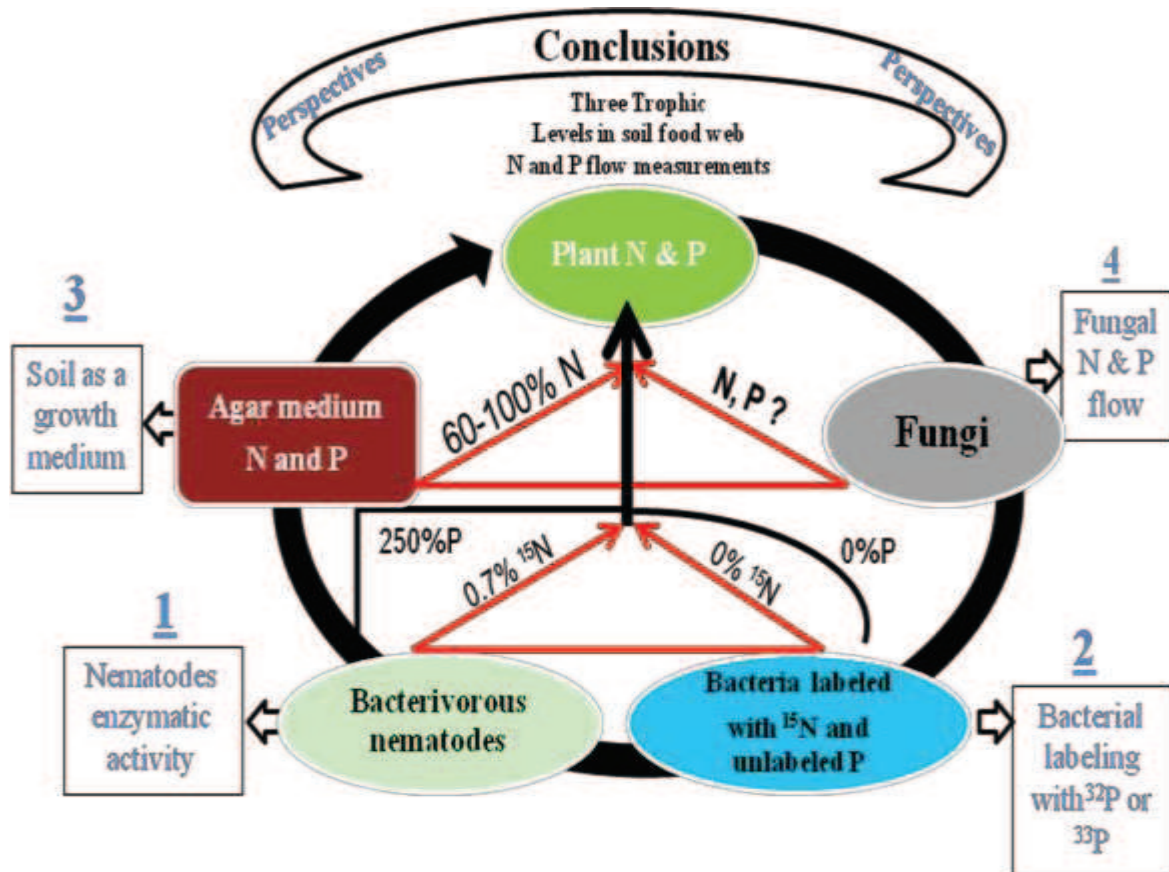 Conclusions
Perspectives
Perspectives
Three Trophic
Levels in soil food web
N and P flow measurements
Plant N & P
3
Soil as a
growth
medium
Agar medium
N and P
60-100% N
N, P ?
Fungi
4
Fungal
N & P
flow
250%P
0.7% ¹⁵N
0% ¹⁵N
0%P
1
Nematodes
enzymatic
activity
Bacterivorous
nematodes
Bacteria labeled
with ¹⁵N and
unlabeled P
2
Bacterial
labeling
with³²P or
³³P